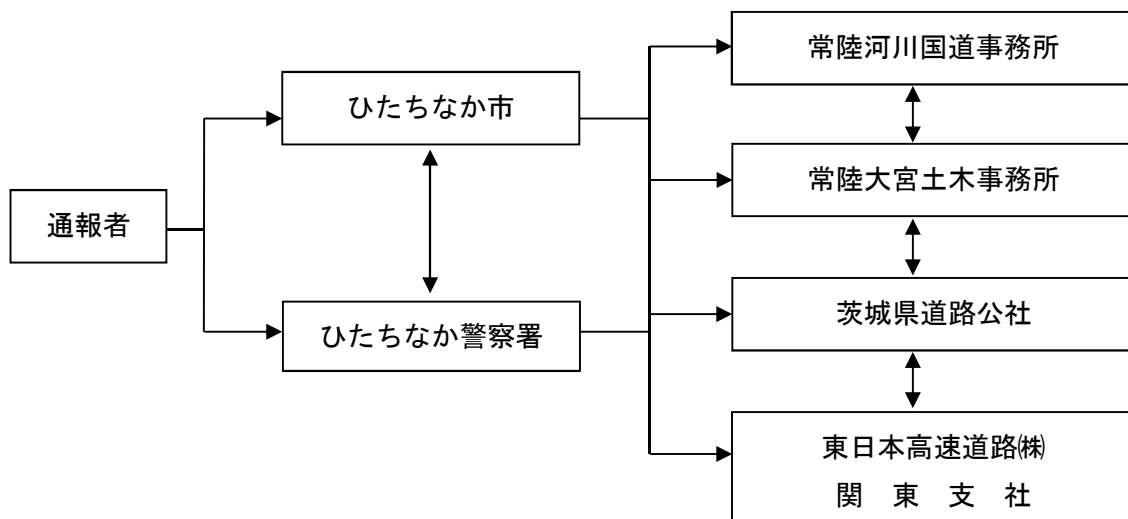 常陸河川国道事務所
ひたちなか市
常陸大宮土木事務所
通報者
茨城県道路公社
ひたちなか警察署
東日本高速道路㈱
関　東　支　社